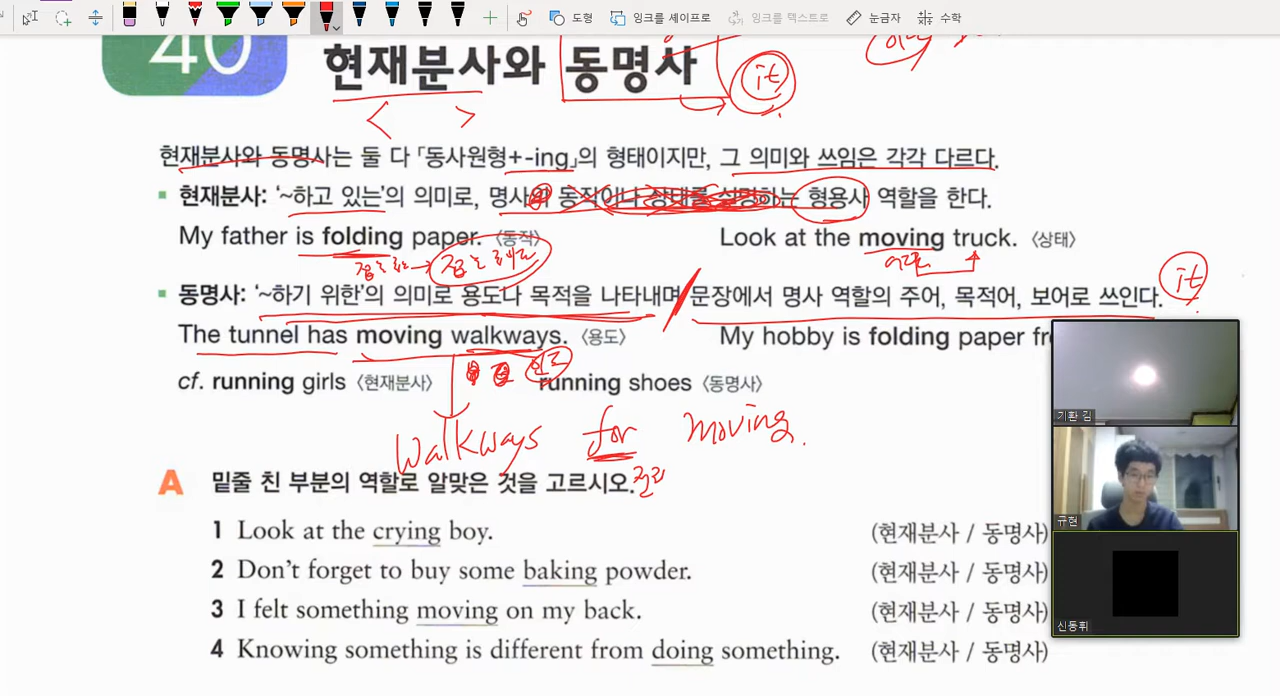 도형 잉크를 셰이프로 잉크를 텍스트로 눈금자 수학
40 현재분사와 동명사 it
< >
현재분사와 동명사는 둘 다 「동사원형+-ing」의 형태이지만, 그 의미와 쓰임은 각각 다르다.
현재분사: '~하고 있는'의 의미로, 명사의 동작이나 상태를 설명하는 형용사 역할을 한다.
My father is folding paper. 〈동작〉 Look at the moving truck. 〈상태〉
동명사: '~하기 위한'의 의미로 용도나 목적을 나타내며 문장에서 명사 역할의 주어, 목적어, 보어로 쓰인다. it
The tunnel has moving walkways. 〈용도〉 My hobby is folding paper
cf. running girls 〈현재분사〉 running shoes 〈동명사〉
walkways for moving.
A 밑줄 친 부분의 역할로 알맞은 것을 고르시오.
1 Look at the crying boy. (현재분사 / 동명사)
2 Don't forget to buy some baking powder. (현재분사 / 동명사)
3 I felt something moving on my back. (현재분사 / 동명사)
4 Knowing something is different from doing something. (현재분사 / 동명사)
기환 김
규현
신동휘